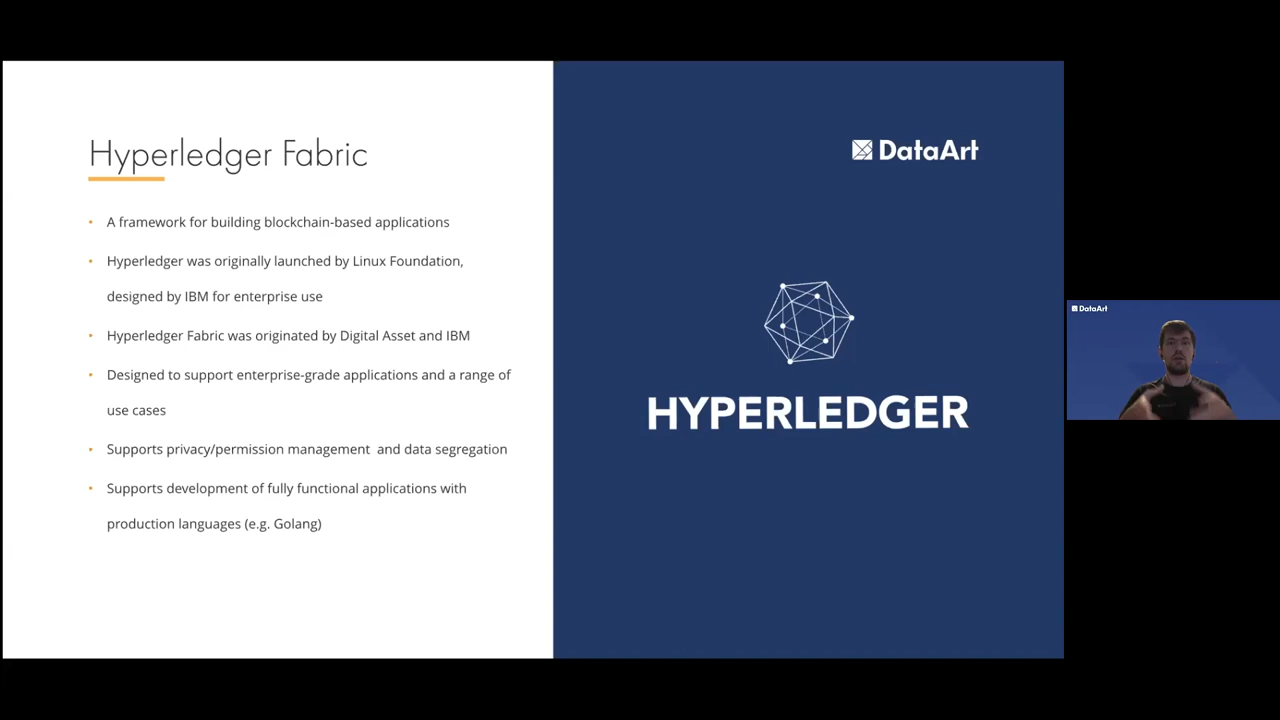 Hyperledger Fabric
• A framework for building blockchain-based applications
• Hyperledger was originally launched by Linux Foundation,
designed by IBM for enterprise use
• Hyperledger Fabric was originated by Digital Asset and IBM
• Designed to support enterprise-grade applications and a range of
use cases
• Supports privacy/permission management  and data segregation
• Supports development of fully functional applications with
production languages (e.g. Golang)
DataArt
HYPERLEDGER
DataArt